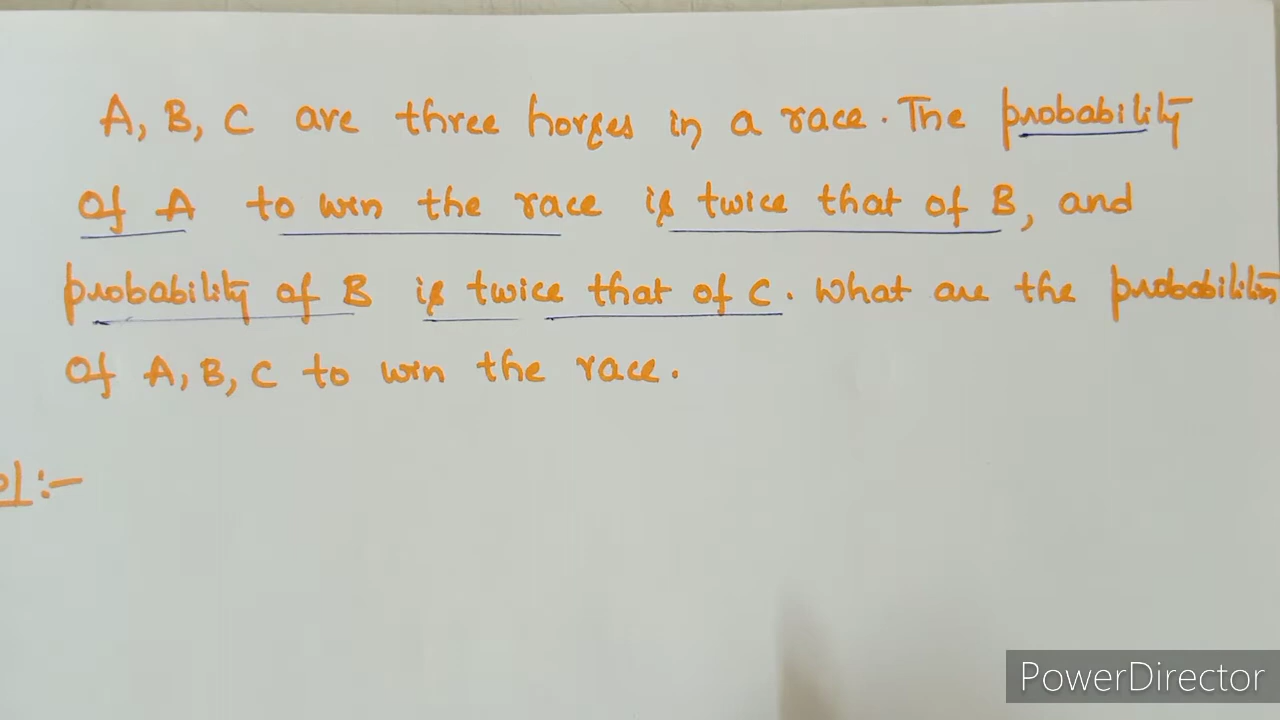 A, B, C are three horses in a race. The probability
of A to win the race is twice that of B, and
probability of B is twice that of C. What are the probabilities
of A, B, C to win the race.
ol:-
PowerDirector